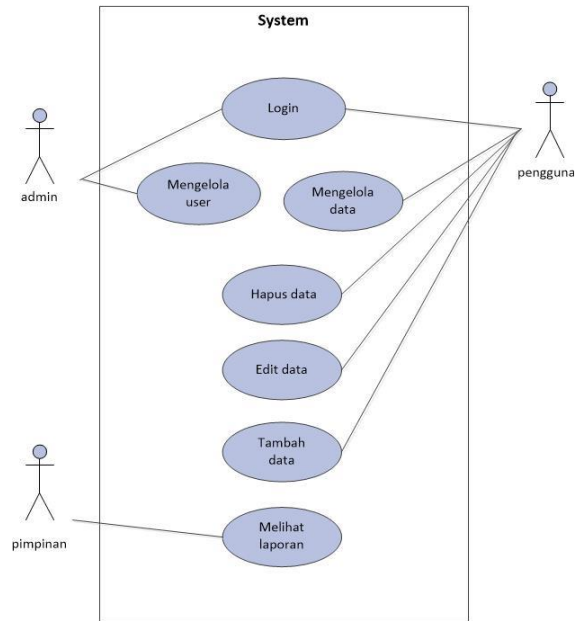 System
Login
admin
pengguna
Mengelola
user
Mengelola
data
Hapus data
Edit data
Tambah
data
pimpinan
Melihat
laporan